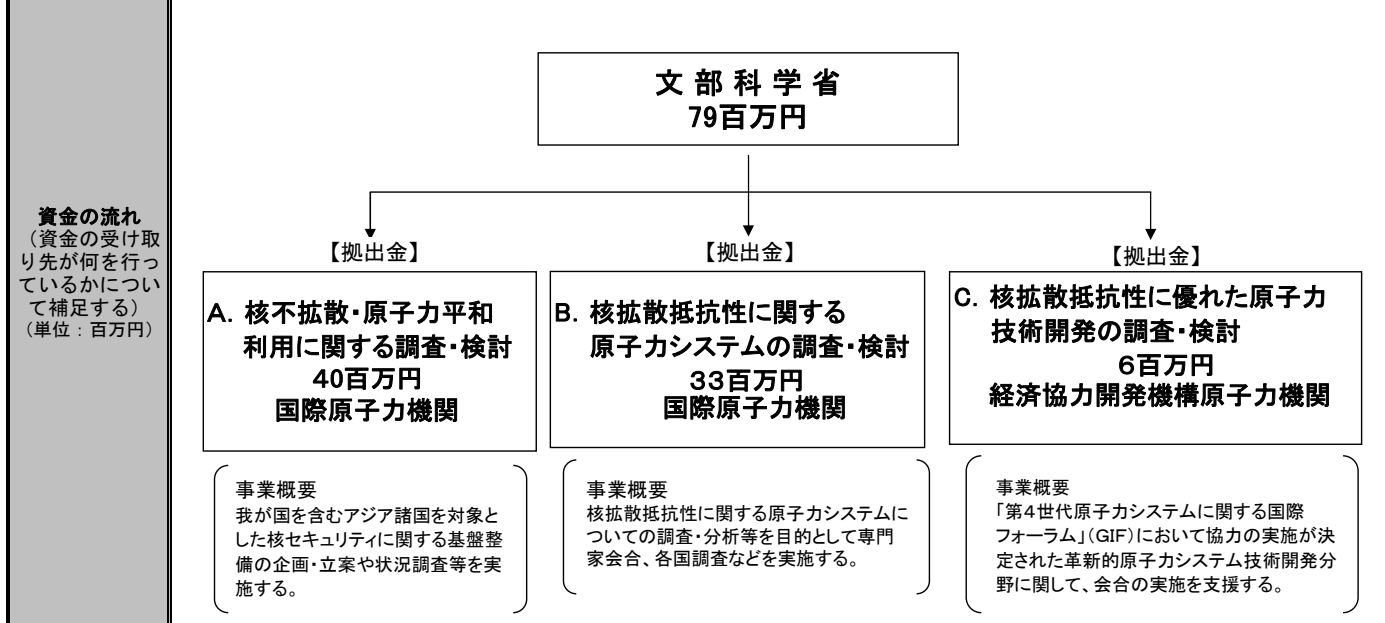 資金の流れ
（資金の受け取
り先が何を行っ
ているかについ
て補足する）
（単位：百万円）
文 部 科 学 省
79百万円
【拠出金】
A．核不拡散・原子力平和
利用に関する調査・検討
40百万円
国際原子力機関
事業概要
我が国を含むアジア諸国を対象と
した核セキュリティに関する基盤整
備の企画・立案や状況調査等を実
施する。
【拠出金】
B．核拡散抵抗性に関する
原子力システムの調査・検討
33百万円
国際原子力機関
事業概要
核拡散抵抗性に関する原子力システムに
ついての調査・分析等を目的として専門
家会合、各国調査などを実施する。
【拠出金】
C．核拡散抵抗性に優れた原子力
技術開発の調査・検討
6百万円
経済協力開発機構原子力機関
事業概要
「第４世代原子力システムに関する国際
フォーラム」（GIF）において協力の実施が決
定された革新的原子力システム技術開発分
野に関して、会合の実施を支援する。